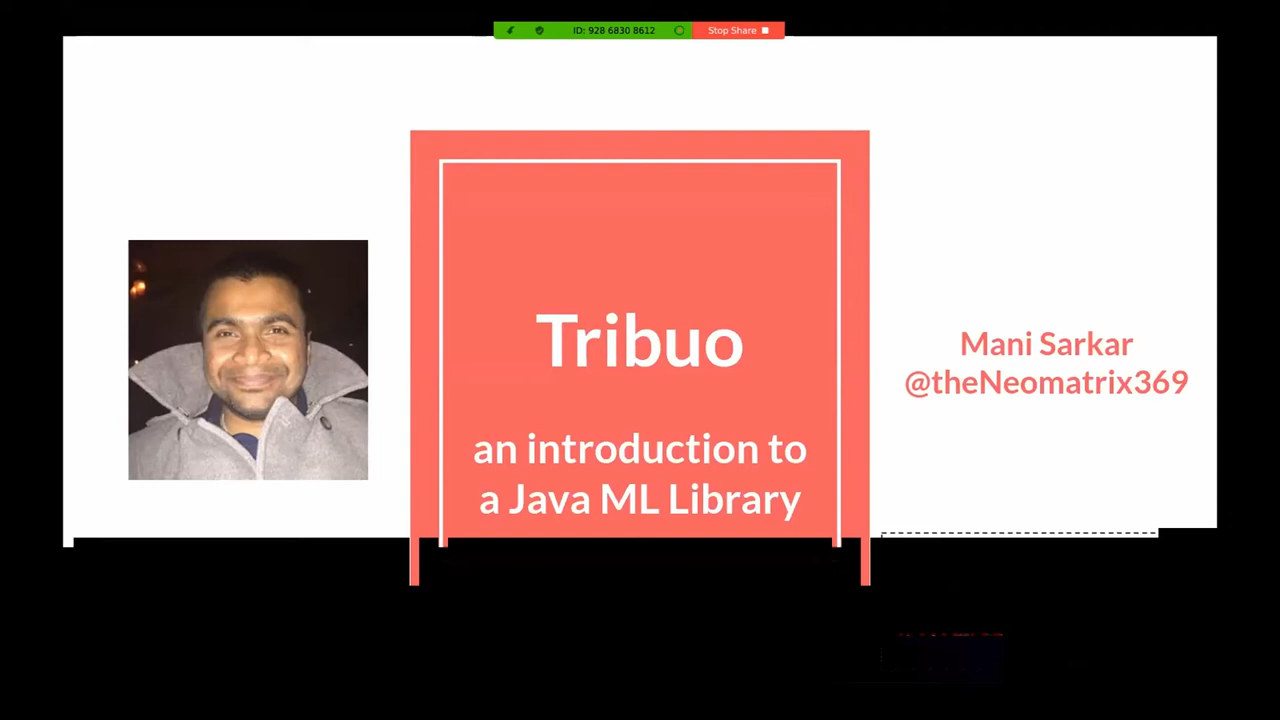 ID: 928 6830 8612
Stop Share
Tribuo
an introduction to
a Java ML Library
Mani Sarkar
@theNeomatrix369